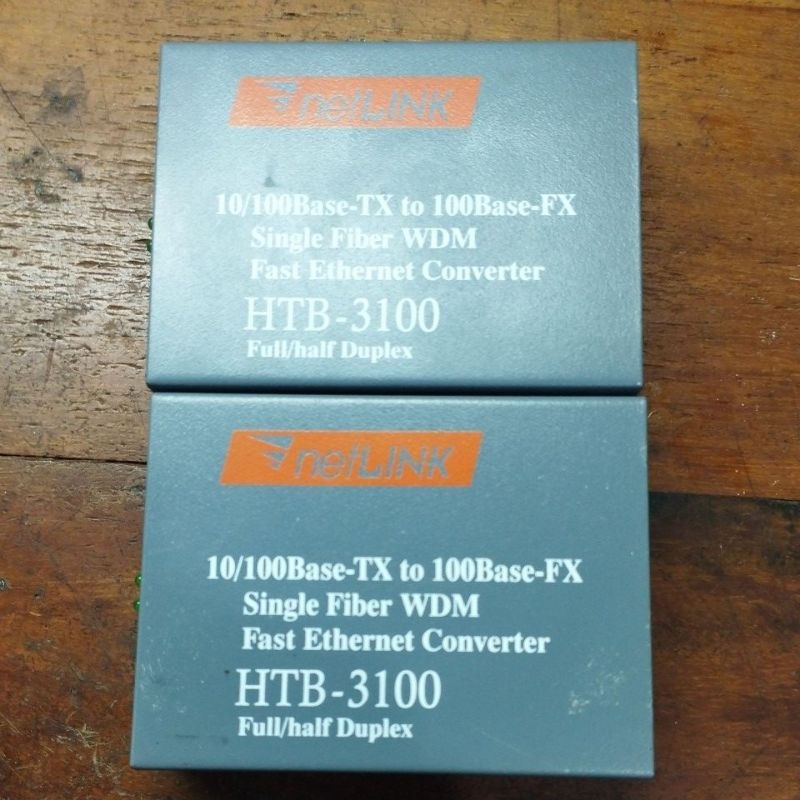 netLINK
10/100Base-TX to 100Base-FX
Single Fiber WDM
Fast Ethernet Converter
HTB-3100
Full/half Duplex
netLINK
10/100Base-TX to 100Base-FX
Single Fiber WDM
Fast Ethernet Converter
HTB-3100
Full/half Duplex